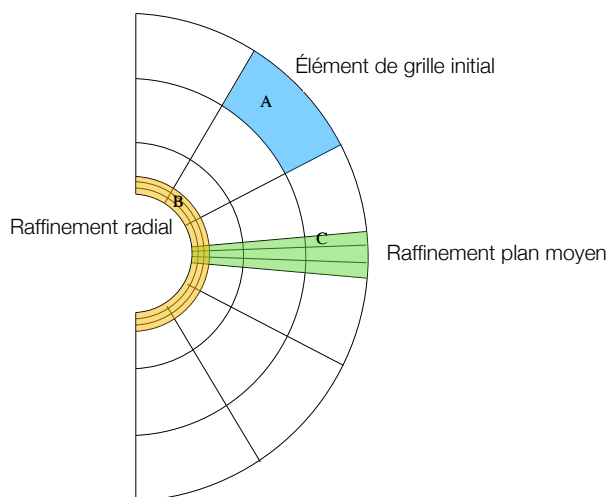 Élément de grille initial
A
B
Raffinement radial
C
Raffinement plan moyen